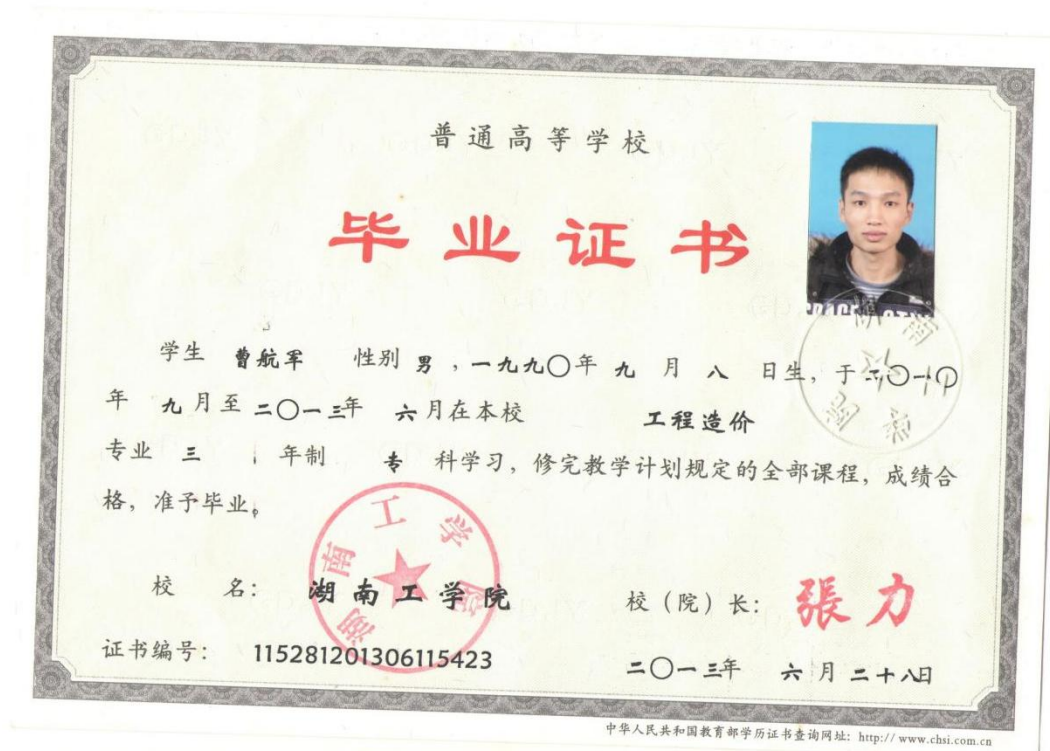 普通高等学校
毕业证书
学生 曹航军 性别 男，一九九〇年 九 月 八 日生，于二〇一〇
年 九月至二〇一三年 六月在本校 工程造价
专业 三 年制 专 科学习，修完教学计划规定的全部课程，成绩合
格，准予毕业。
湖南工学院
校 名： 湖南工学院 校（院）长： 張力
证书编号： 115281201306115423 二〇一三年 六月二十八日
中华人民共和国教育部学历证书查询网址：http://www.chsi.com.cn